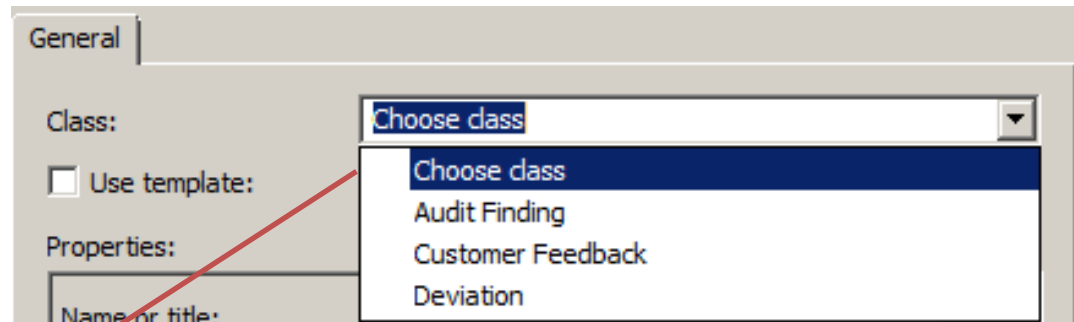 General
Class: Choose class
Choose class
Use template:
Audit Finding
Properties:
Customer Feedback
Deviation
Name or title: